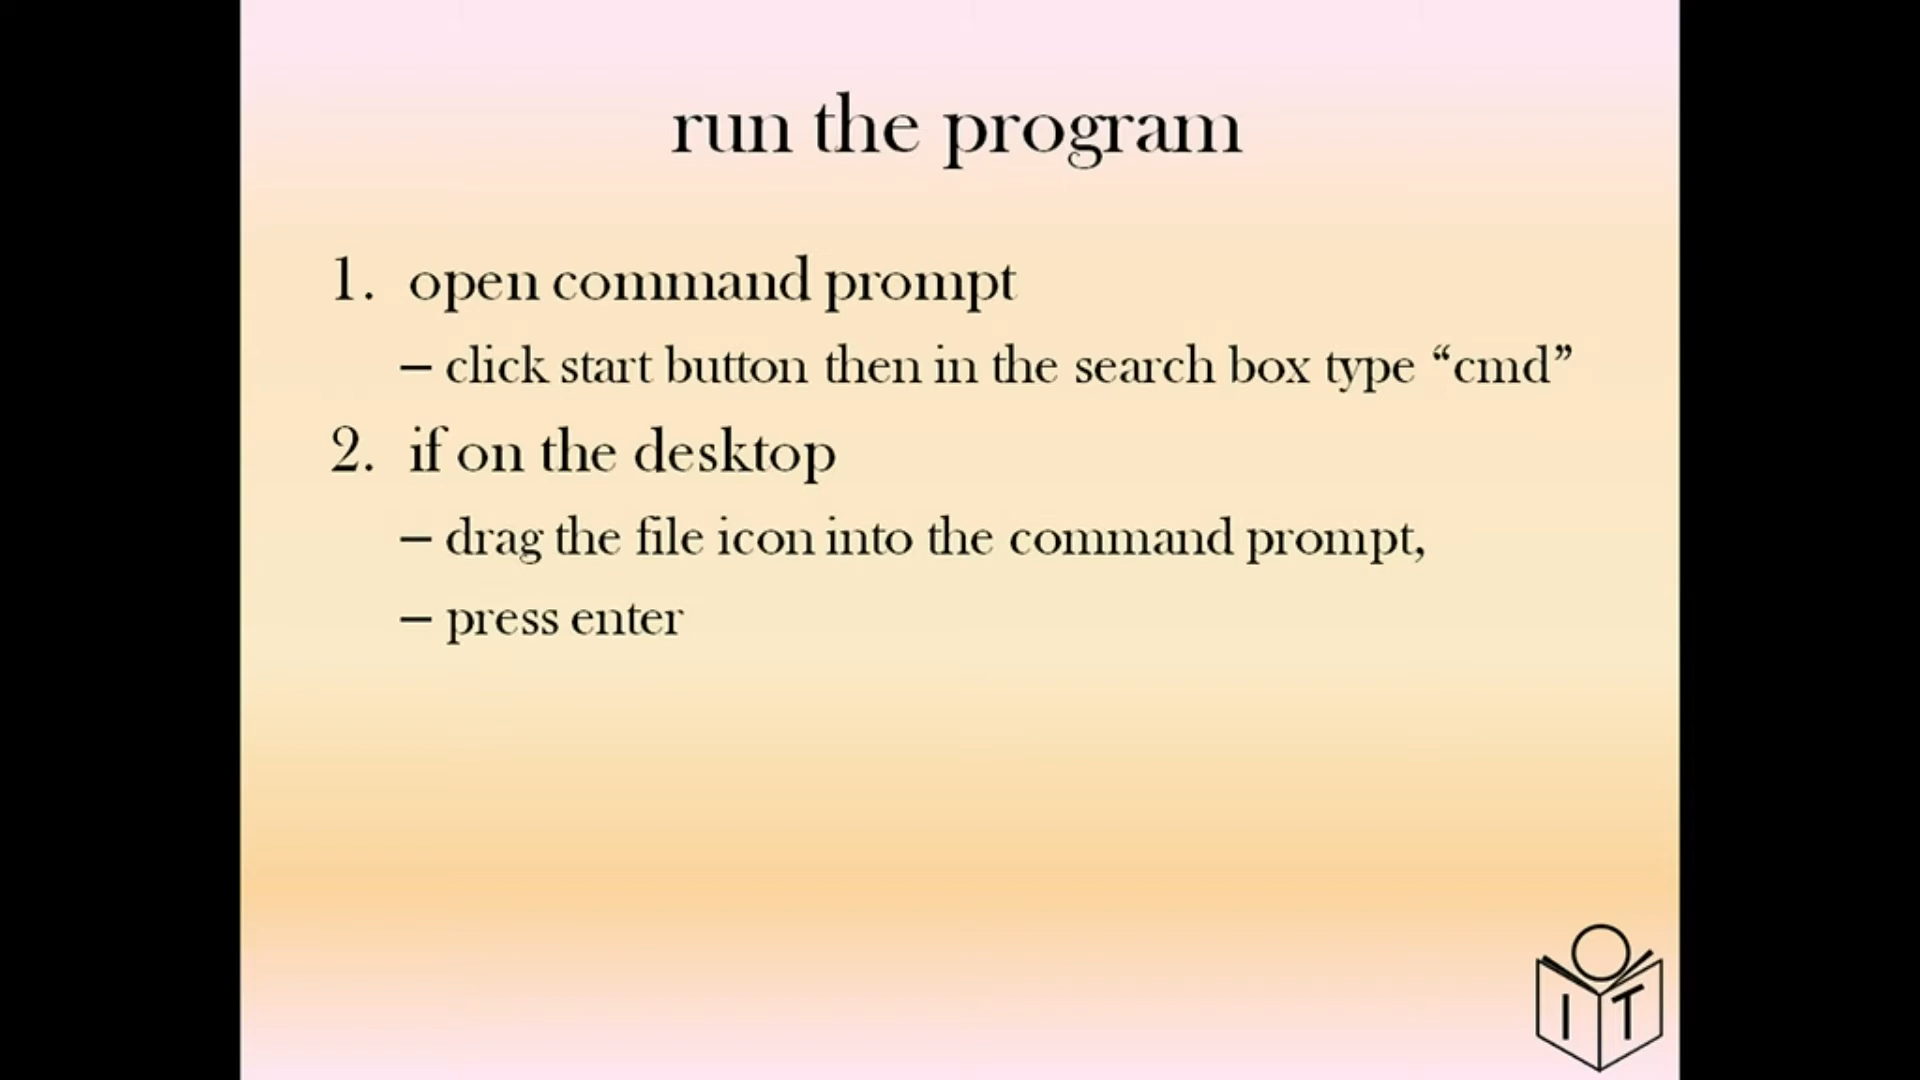 run the program
1. open command prompt
– click start button then in the search box type “cmd”
2. if on the desktop
– drag the file icon into the command prompt,
– press enter
I T